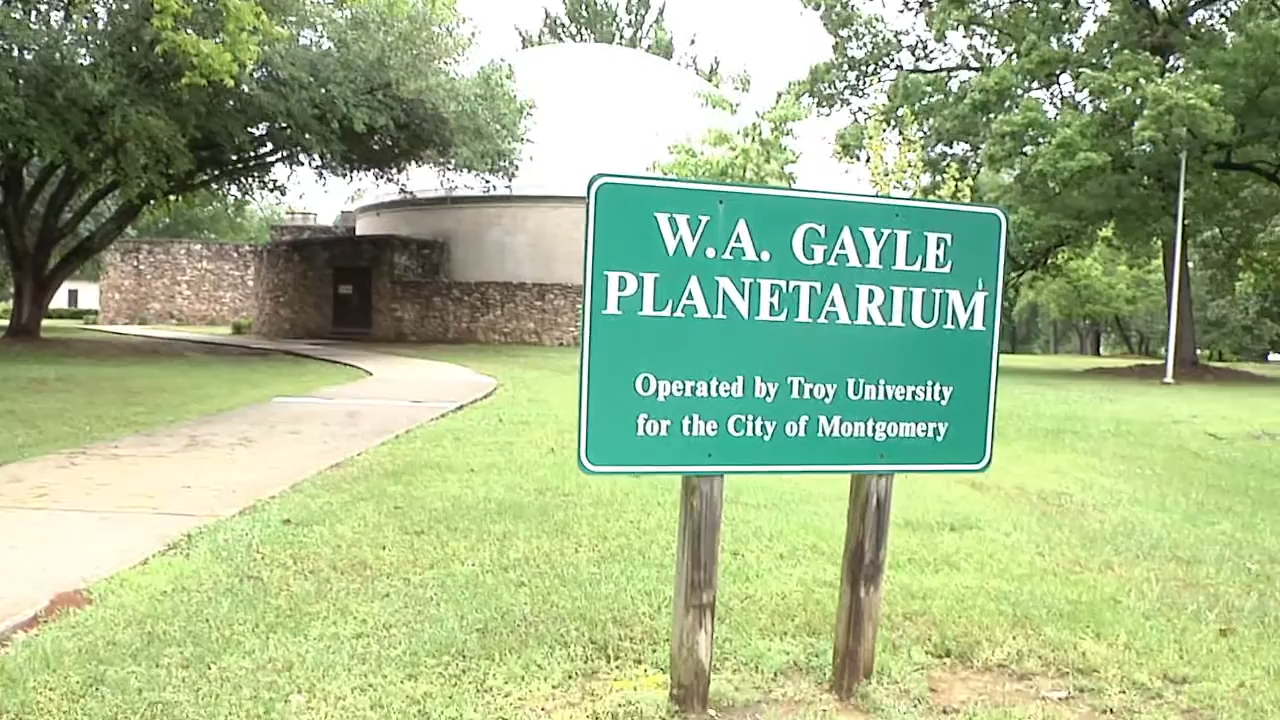 W.A. GAYLE
PLANETARIUM
Operated by Troy University
for the City of Montgomery